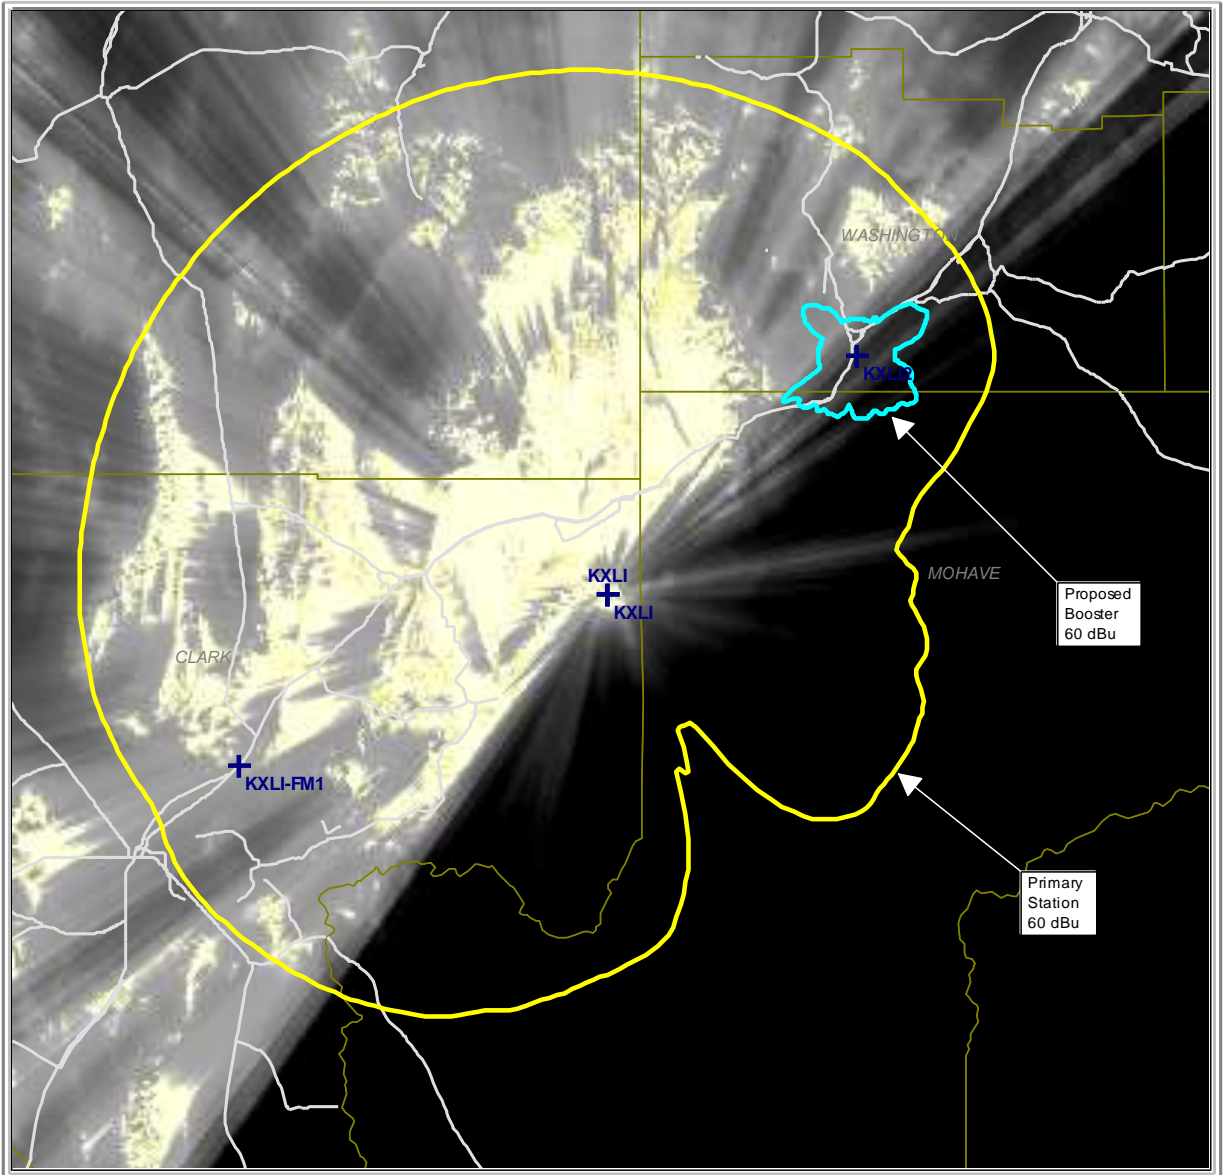 WASHINGTON
KXLI2
KXLI
KXLI
MOHAVE
Proposed
Booster
60 dBu
CLARK
KXLI-FM1
Primary
Station
60 dBu